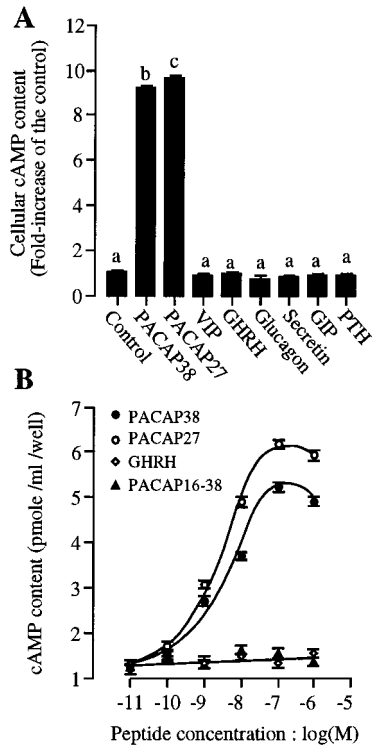 A
Cellular cAMP content
(Fold-increase of the control)
12
10
8
6
4
2
0
a
b
c
a
a
a
a
a
a
Control
PACAP38
PACAP27
VIP
GHRH
Glucagon
Secretin
GIP
PTH
B
cAMP content (pmole /ml /well)
7
6
5
4
3
2
1
PACAP38
PACAP27
GHRH
PACAP16-38
-11 -10 -9 -8 -7 -6 -5
Peptide concentration : log(M)